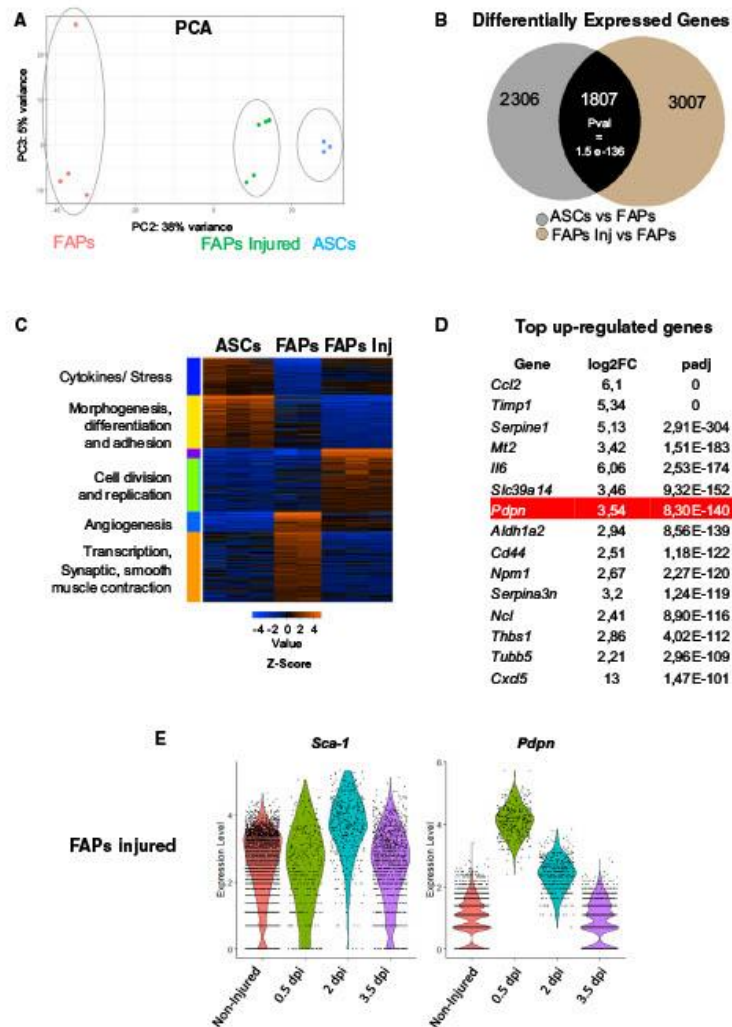 A
PCA
PC3: 5% variance
PC2: 38% variance
FAPs
FAPs Injured
ASCs
B
Differentially Expressed Genes
2306
1807
3007
Pval
=
1.5 e-136
ASCs vs FAPs
FAPs Inj vs FAPs
C
ASCs FAPs FAPs Inj
Cytokines/ Stress
Morphogenesis,
differentiation
and adhesion
Cell division
and replication
Angiogenesis
Transcription,
Synaptic, smooth
muscle contraction
-4 -2 0 2 4
Value
Z-Score
D
Top up-regulated genes
Gene log2FC padj
Ccl2 6,1 0
Timp1 5,34 0
Serpine1 5,13 2,91E-304
Mt2 3,42 1,51E-183
Il6 6,06 2,53E-174
Slc39a14 3,46 9,32E-152
Pdpn 3,54 8,30E-140
Aldh1a2 2,94 8,56E-139
Cd44 2,51 1,18E-122
Npm1 2,67 2,27E-120
Serpina3n 3,2 1,24E-119
Ncl 2,41 8,90E-116
Thbs1 2,86 4,02E-112
Tubb5 2,21 2,96E-109
Cxcl5 13 1,47E-101
E
FAPs injured
Sca-1
Expression Level
4
2
0
Non-Injured
0.5 dpi
2 dpi
3.5 dpi
Pdpn
Expression Level
6
4
2
0
Non-Injured
0.5 dpi
2 dpi
3.5 dpi